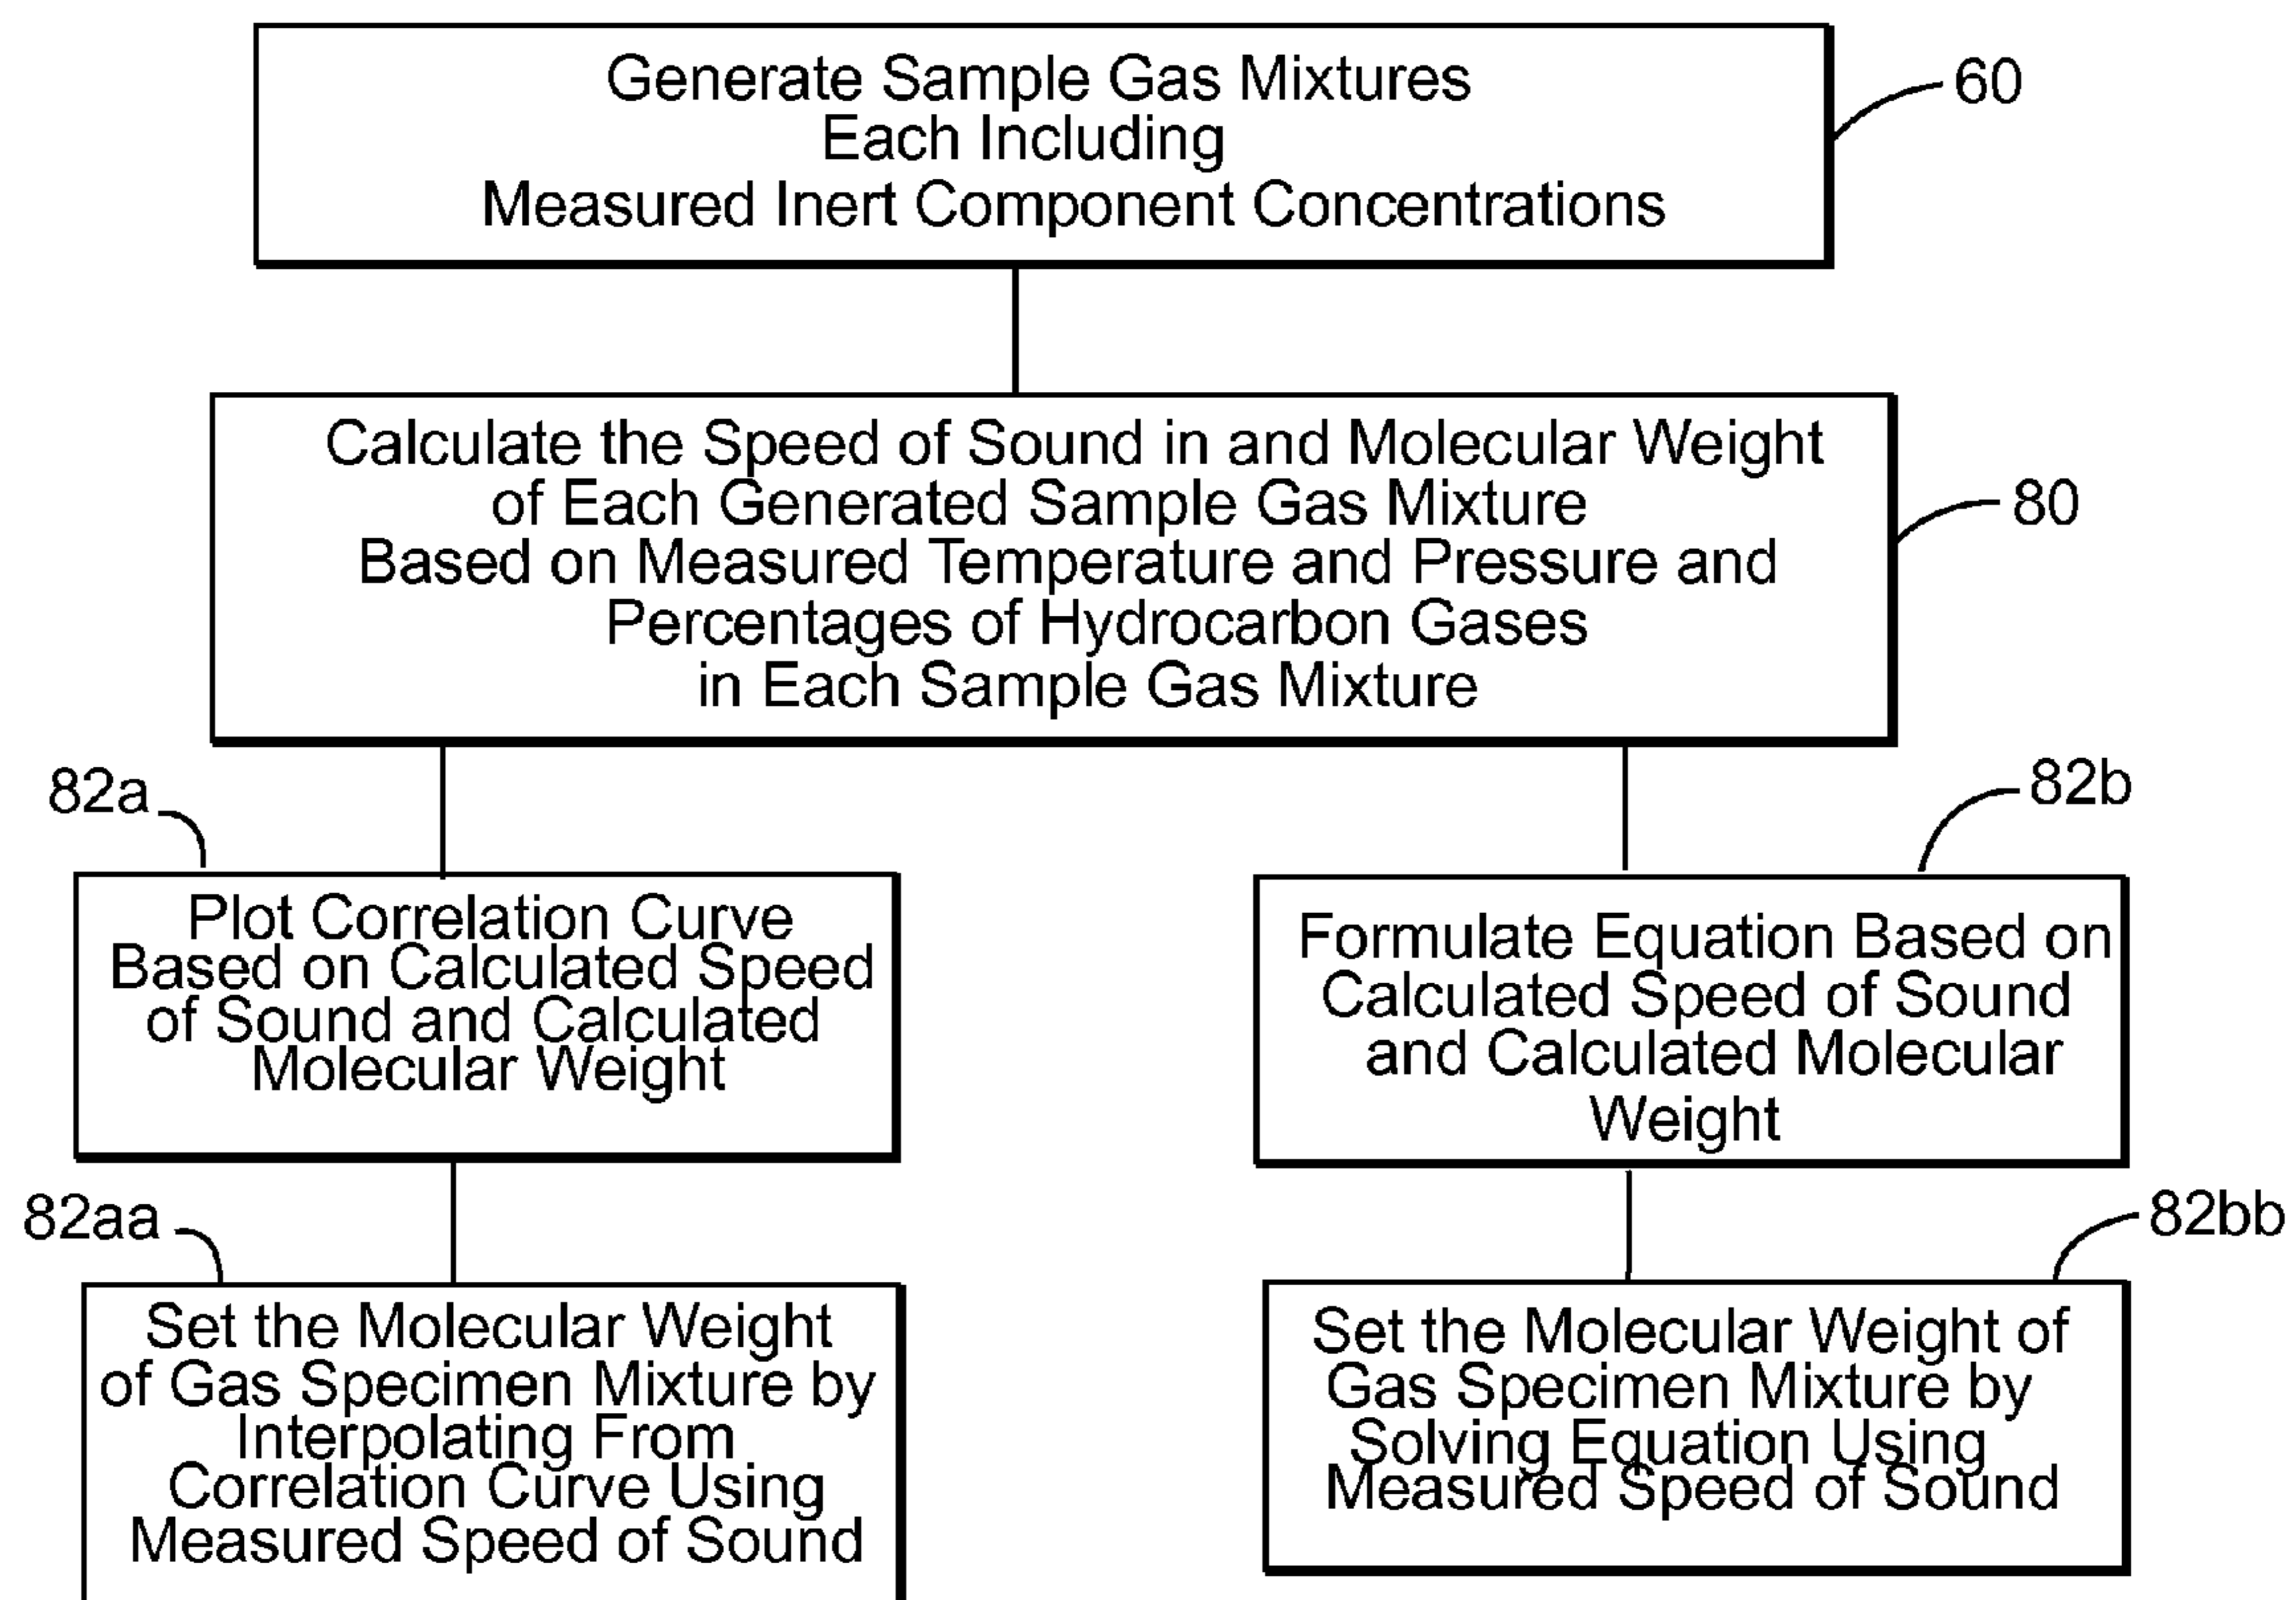 Generate Sample Gas Mixtures
Each Including
Measured Inert Component Concentrations
60
Calculate the Speed of Sound in and Molecular Weight
of Each Generated Sample Gas Mixture
Based on Measured Temperature and Pressure and
Percentages of Hydrocarbon Gases
in Each Sample Gas Mixture
80
82a
Plot Correlation Curve
Based on Calculated Speed
of Sound and Calculated
Molecular Weight
82b
Formulate Equation Based on
Calculated Speed of Sound
and Calculated Molecular
Weight
82aa
Set the Molecular Weight
of Gas Specimen Mixture by
Interpolating From
Correlation Curve Using
Measured Speed of Sound
82bb
Set the Molecular Weight of
Gas Specimen Mixture by
Solving Equation Using
Measured Speed of Sound